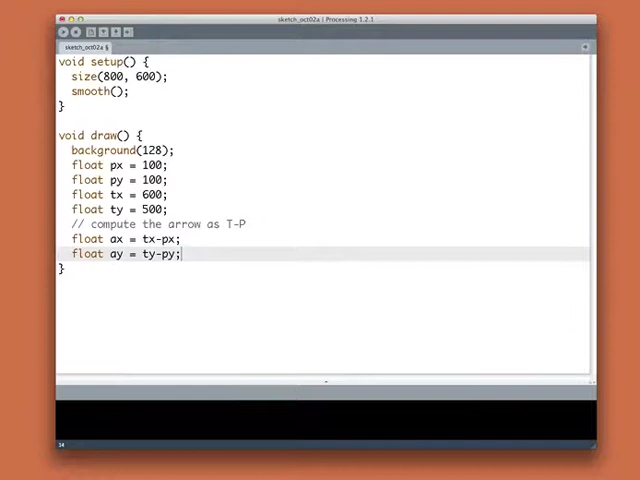 sketch_oct02a | Processing 1.2.1
sketch_oct02a §
void setup() {
size(800, 600);
smooth();
}
void draw() {
background(128);
float px = 100;
float py = 100;
float tx = 600;
float ty = 500;
// compute the arrow as T-P
float ax = tx-px;
float ay = ty-py;
}
14